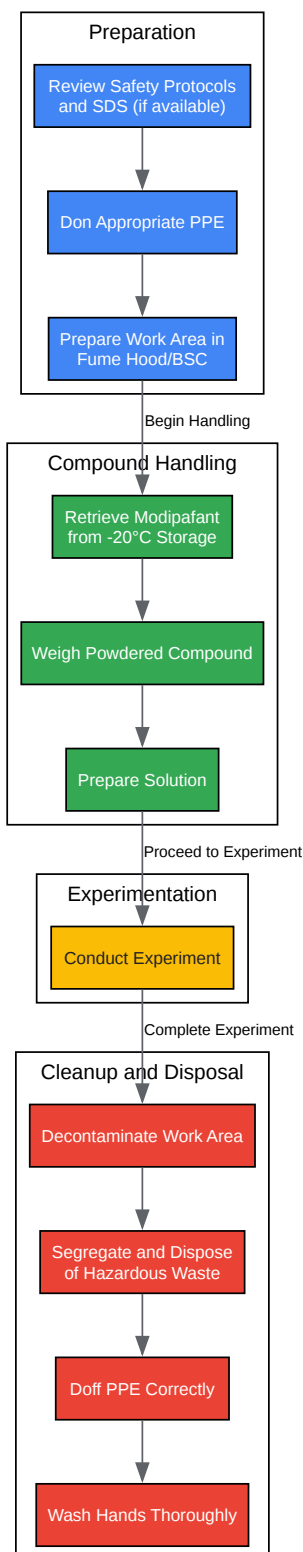 Preparation
Review Safety Protocols
and SDS (if available)
Don Appropriate PPE
Prepare Work Area in
Fume Hood/BSC
Begin Handling
Compound Handling
Retrieve Modipafant
from -20°C Storage
Weigh Powdered Compound
Prepare Solution
Proceed to Experiment
Experimentation
Conduct Experiment
Complete Experiment
Cleanup and Disposal
Decontaminate Work Area
Segregate and Dispose
of Hazardous Waste
Doff PPE Correctly
Wash Hands Thoroughly